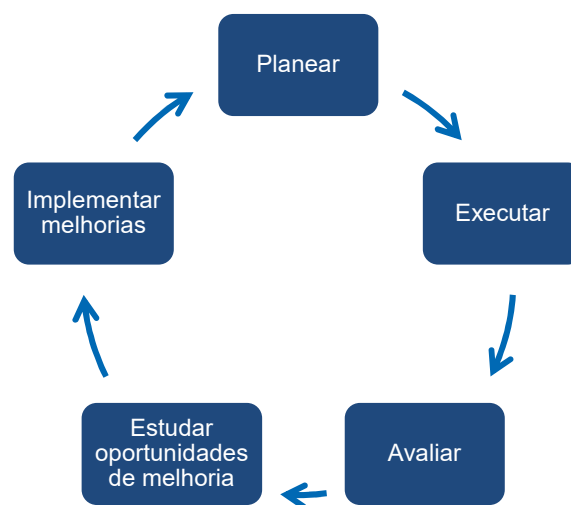 Planear
Executar
Avaliar
Estudar
oportunidades
de melhoria
Implementar
melhorias